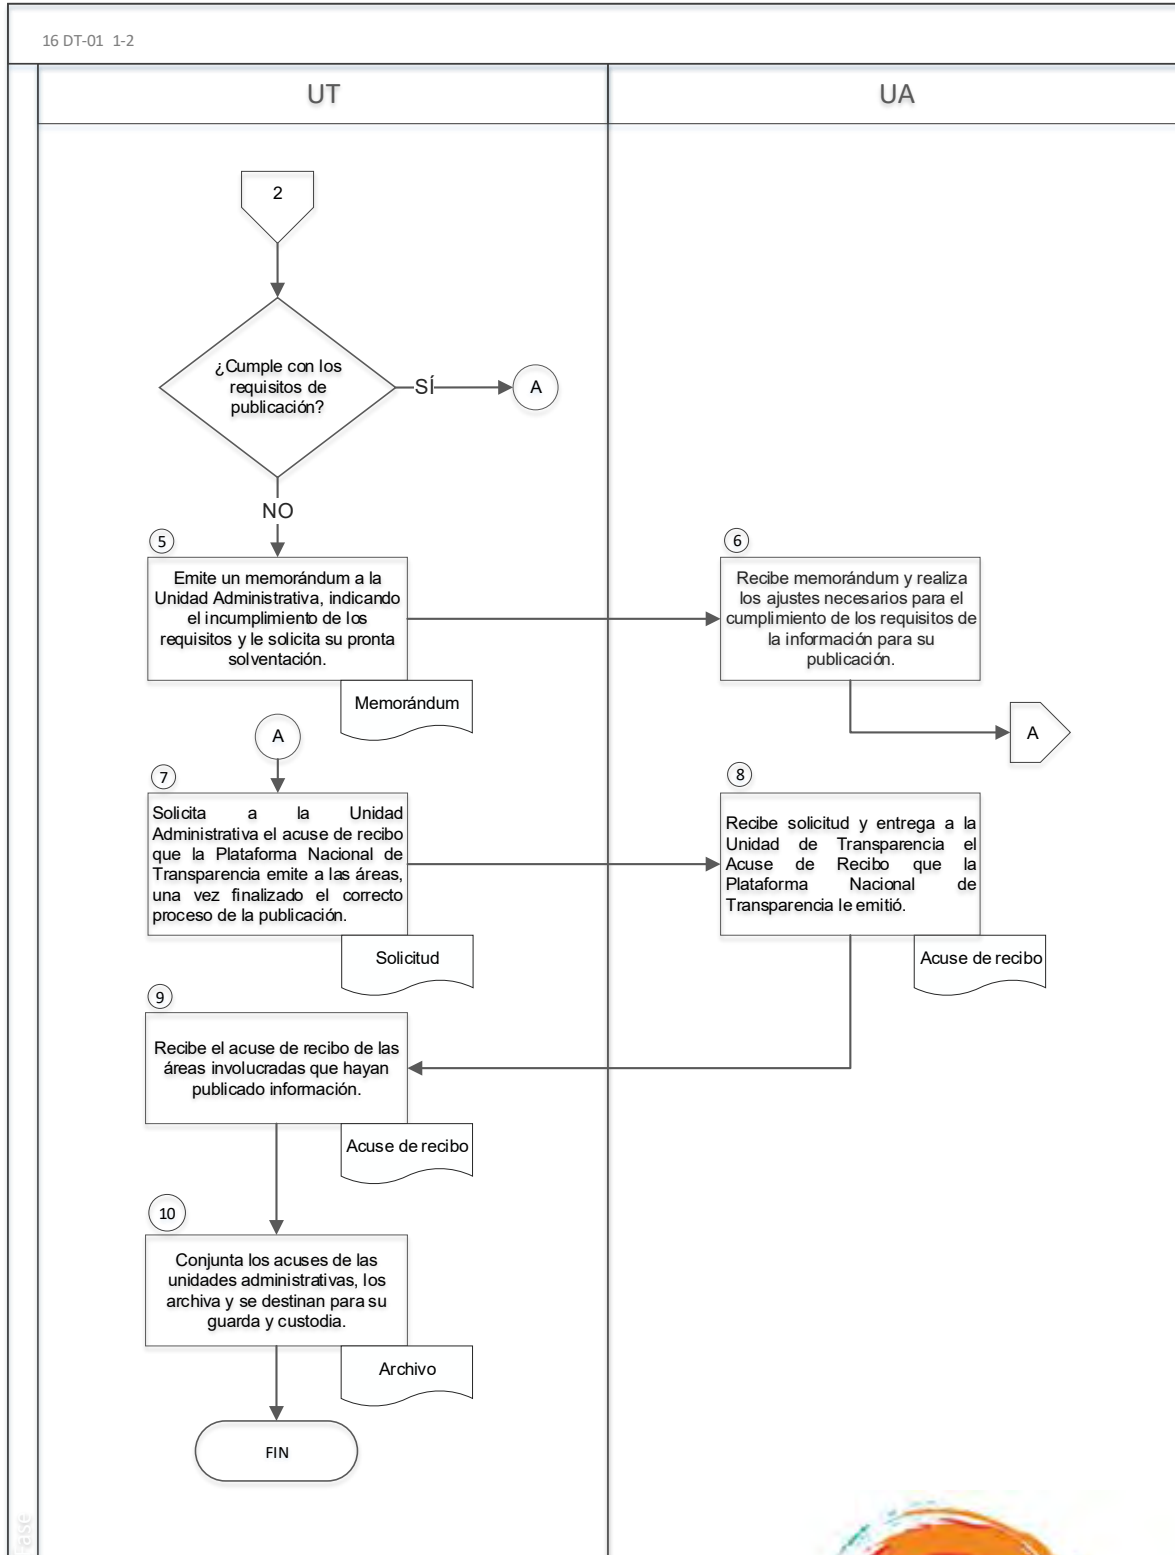 16 DT-01 1-2
UT
UA
2
¿Cumple con los
requisitos de
publicación?
SÍ
A
NO
5
Emite un memorándum a la
Unidad Administrativa, indicando
el incumplimiento de los
requisitos y le solicita su pronta
solventación.
Memorándum
6
Recibe memorándum y realiza
los ajustes necesarios para el
cumplimiento de los requisitos de
la información para su
publicación.
A
A
7
Solicita a la Unidad
Administrativa el acuse de recibo
que la Plataforma Nacional de
Transparencia emite a las áreas,
una vez finalizado el correcto
proceso de la publicación.
Solicitud
8
Recibe solicitud y entrega a la
Unidad de Transparencia el
Acuse de Recibo que la
Plataforma Nacional de
Transparencia le emitió.
Acuse de recibo
9
Recibe el acuse de recibo de las
áreas involucradas que hayan
publicado información.
Acuse de recibo
10
Conjunta los acuses de las
unidades administrativas, los
archiva y se destinan para su
guarda y custodia.
Archivo
FIN